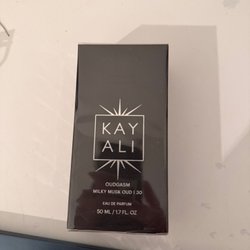 KAY
ALI
OUDGASM
MILKY MUSK OUD | 30
EAU DE PARFUM
50 ML / 1.7 FL. OZ